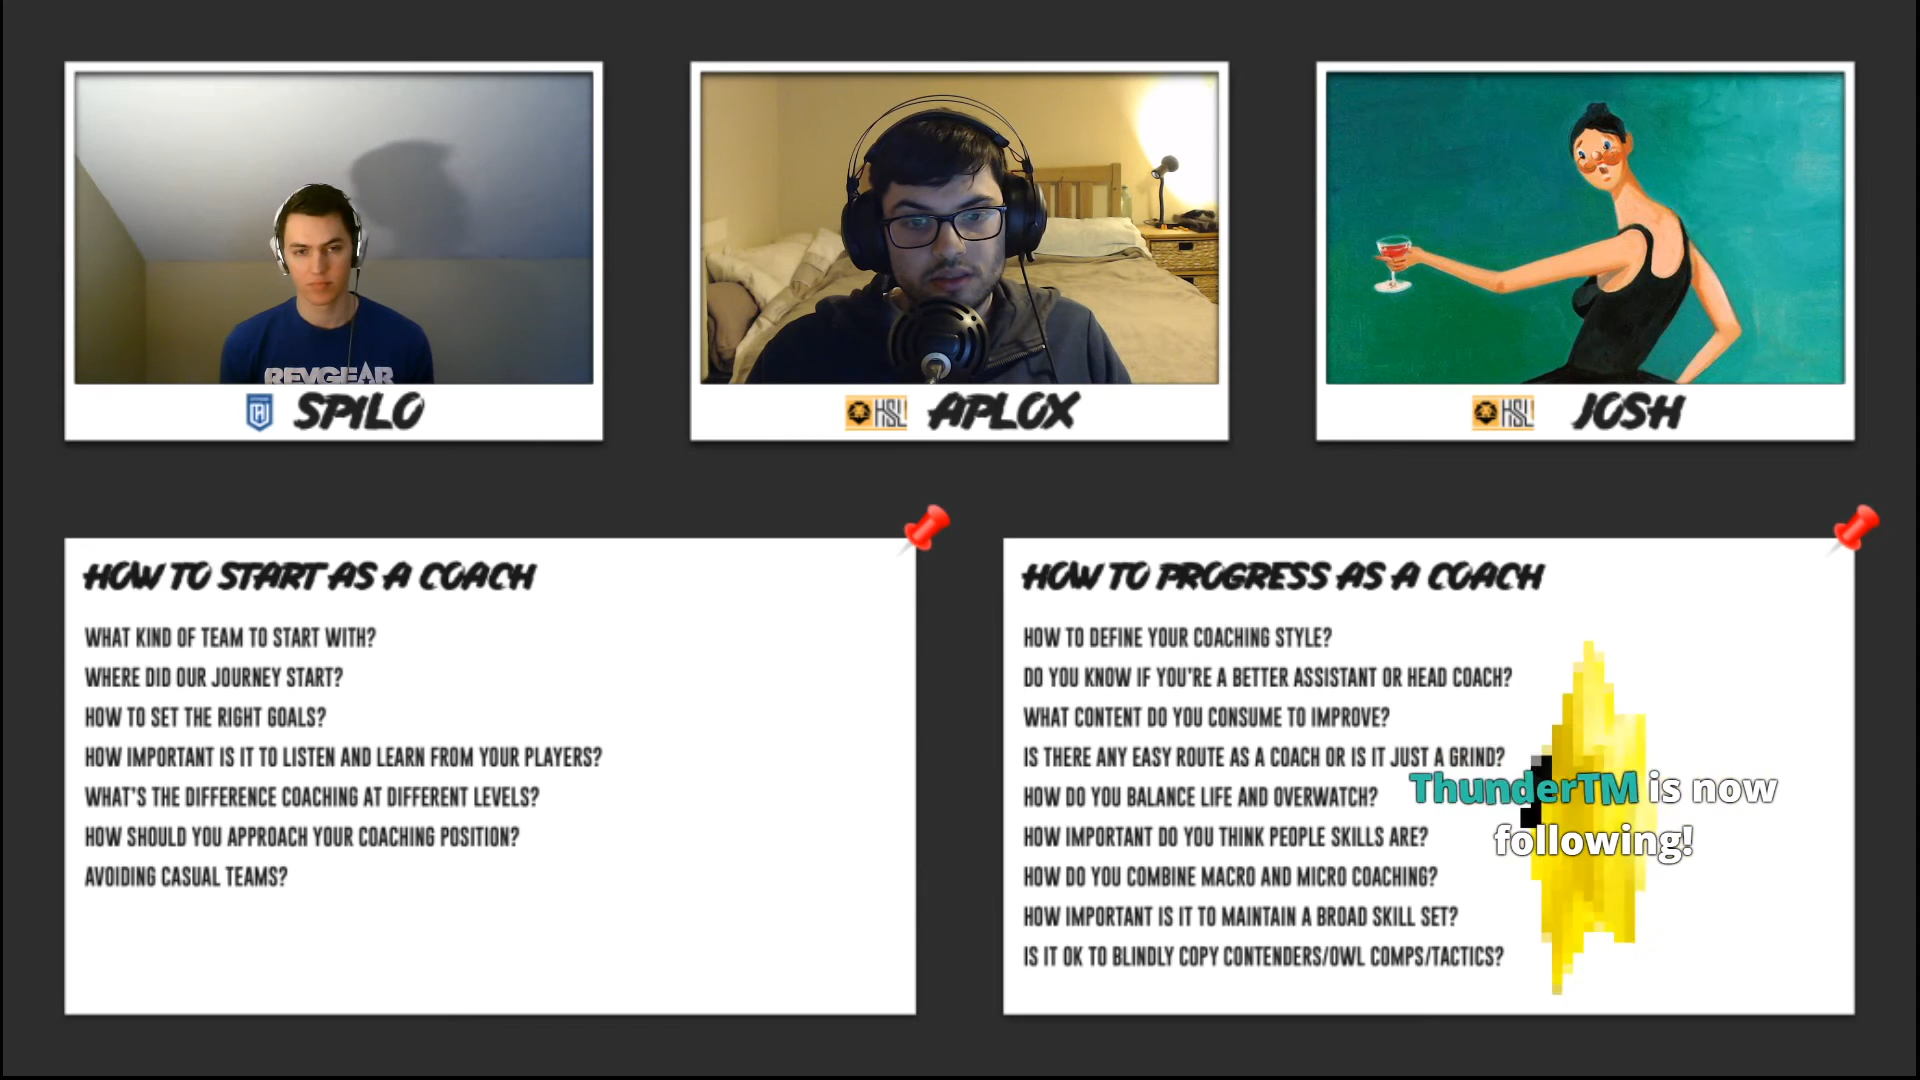 REVGEAR
SPILO
HSL APLOX
HSL JOSH
HOW TO START AS A COACH
WHAT KIND OF TEAM TO START WITH?
WHERE DID OUR JOURNEY START?
HOW TO SET THE RIGHT GOALS?
HOW IMPORTANT IS IT TO LISTEN AND LEARN FROM YOUR PLAYERS?
WHAT'S THE DIFFERENCE COACHING AT DIFFERENT LEVELS?
HOW SHOULD YOU APPROACH YOUR COACHING POSITION?
AVOIDING CASUAL TEAMS?
HOW TO PROGRESS AS A COACH
HOW TO DEFINE YOUR COACHING STYLE?
DO YOU KNOW IF YOU'RE A BETTER ASSISTANT OR HEAD COACH?
WHAT CONTENT DO YOU CONSUME TO IMPROVE?
IS THERE ANY EASY ROUTE AS A COACH OR IS IT JUST A GRIND?
HOW DO YOU BALANCE LIFE AND OVERWATCH?
HOW IMPORTANT DO YOU THINK PEOPLE SKILLS ARE?
HOW DO YOU COMBINE MACRO AND MICRO COACHING?
HOW IMPORTANT IS IT TO MAINTAIN A BROAD SKILL SET?
IS IT OK TO BLINDLY COPY CONTENDERS/OWL COMPS/TACTICS?
ThunderTM is now
following!